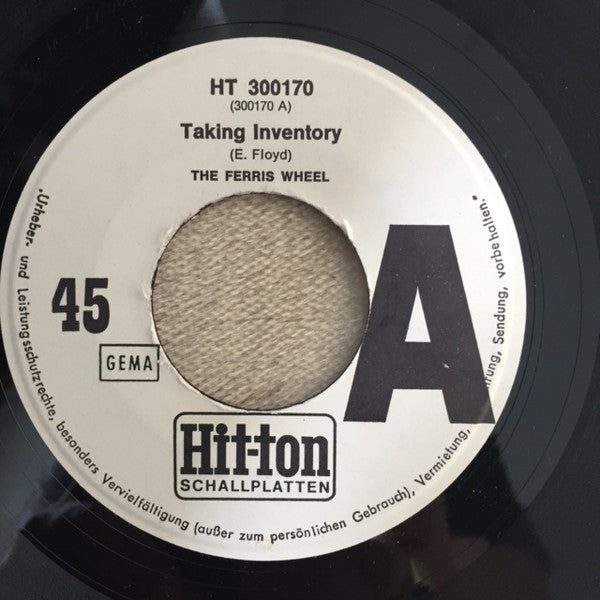 HT 300170
(300170 A)
Taking Inventory
(E. Floyd)
THE FERRIS WHEEL
45
GEMA
A
Hit-ton
SCHALLPLATTEN
„Urheber- und Leistungsschutzrechte, besonders Vervielfältigung (außer zum persönlichen Gebrauch), Vermietung, Sendung, vorbehalten."